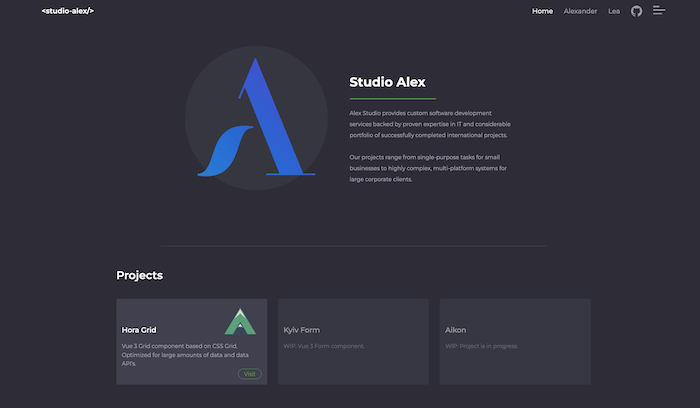 <studio-alex/>
Home Alexander Lea
Studio Alex
Alex Studio provides custom software development
services backed by proven expertise in IT and considerable
portfolio of successfully completed international projects.
Our projects range from single-purpose tasks for small
businesses to highly complex, multi-platform systems for
large corporate clients.
Projects
Hora Grid
Vue 3 Grid component based on CSS Grid.
Optimized for large amounts of data and data
API's.
Visit
Kyiv Form
WIP: Vue 3 Form component.
Aikon
WIP: Project is in progress.